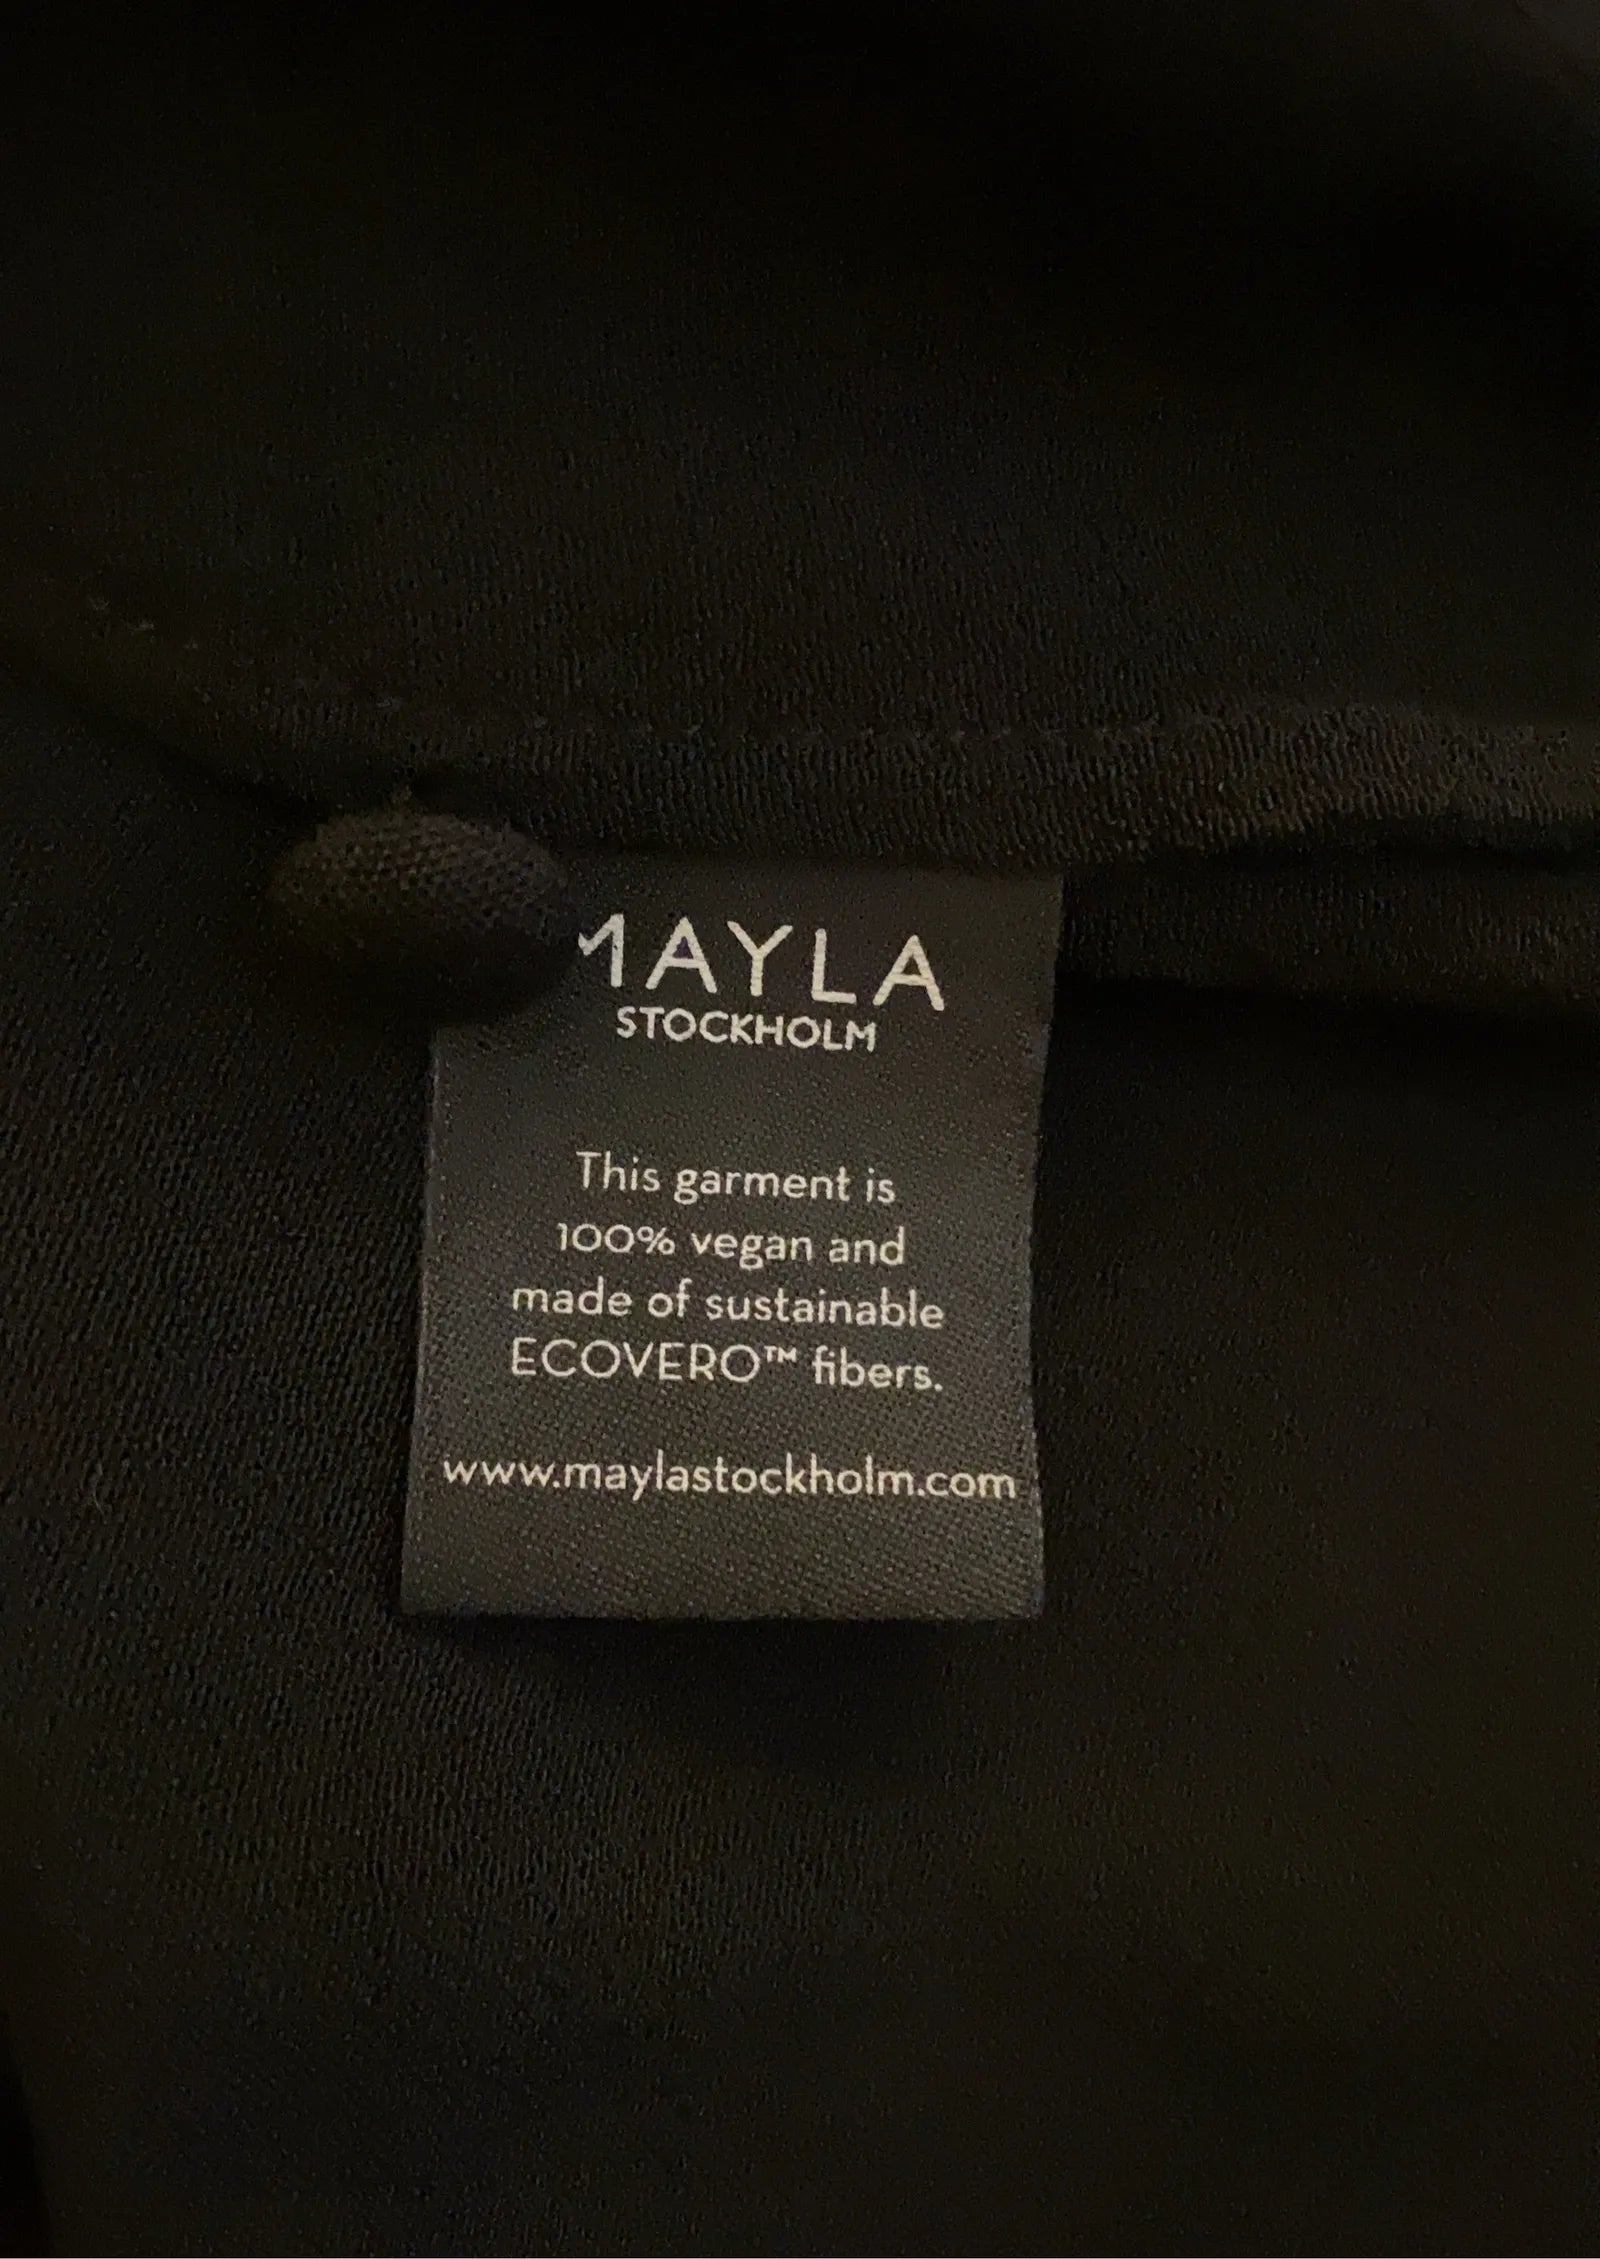 MAYLA
STOCKHOLM
This garment is
100% vegan and
made of sustainable
ECOVERO™ fibers.
www.maylastockholm.com